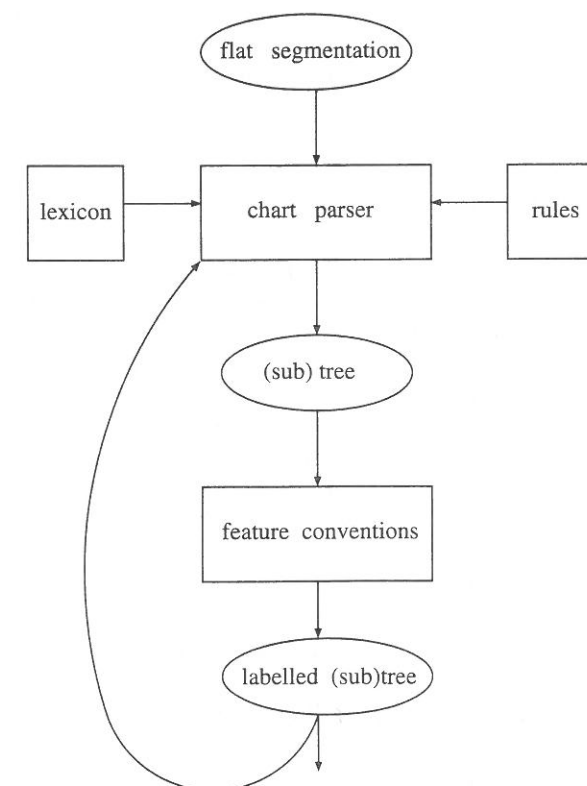 flat segmentation
lexicon
chart parser
rules
(sub) tree
feature conventions
labelled (sub)tree